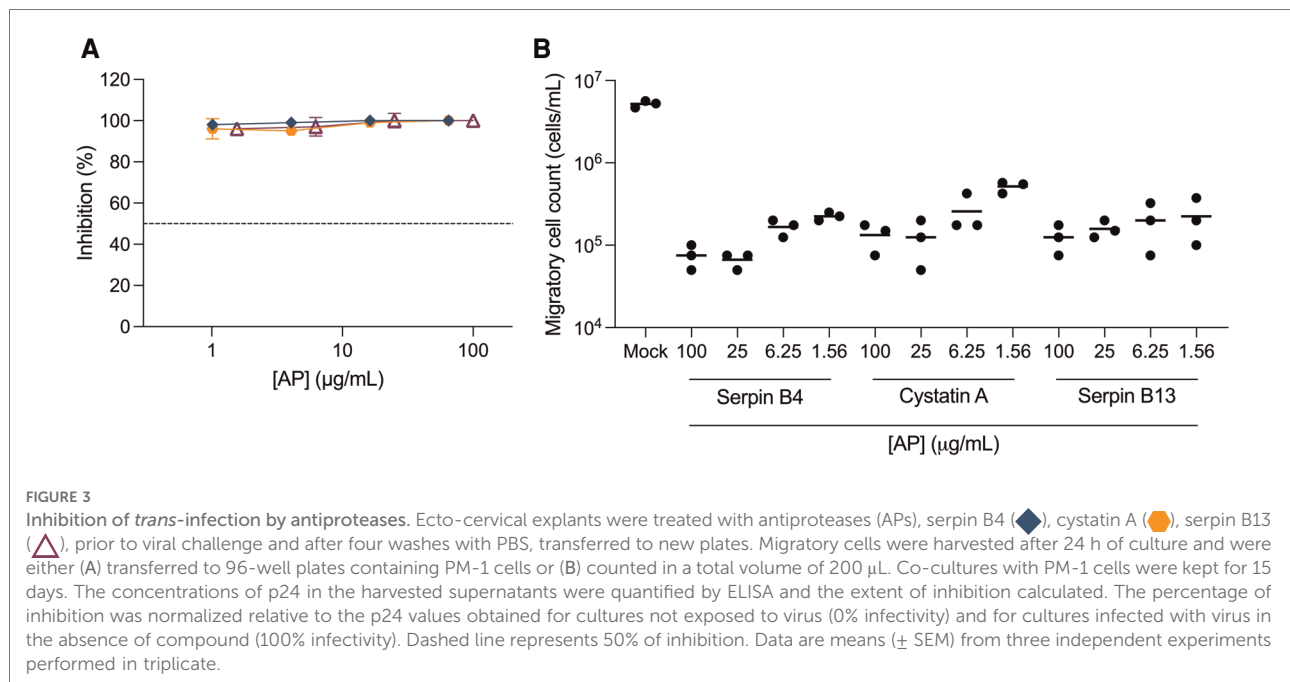 A
120
100
80
60
40
20
0
Inhibition (%)
1 10 100
[AP] (µg/mL)
B
10⁷
10⁶
10⁵
10⁴
Migratory cell count (cells/mL)
Mock 100 25 6.25 1.56 100 25 6.25 1.56 100 25 6.25 1.56
Serpin B4 Cystatin A Serpin B13
[AP] (µg/mL)
FIGURE 3
Inhibition of trans-infection by antiproteases. Ecto-cervical explants were treated with antiproteases (APs), serpin B4 (), cystatin A (), serpin B13
(), prior to viral challenge and after four washes with PBS, transferred to new plates. Migratory cells were harvested after 24 h of culture and were
either (A) transferred to 96-well plates containing PM-1 cells or (B) counted in a total volume of 200 µL. Co-cultures with PM-1 cells were kept for 15
days. The concentrations of p24 in the harvested supernatants were quantified by ELISA and the extent of inhibition calculated. The percentage of
inhibition was normalized relative to the p24 values obtained for cultures not exposed to virus (0% infectivity) and for cultures infected with virus in
the absence of compound (100% infectivity). Dashed line represents 50% of inhibition. Data are means (± SEM) from three independent experiments
performed in triplicate.